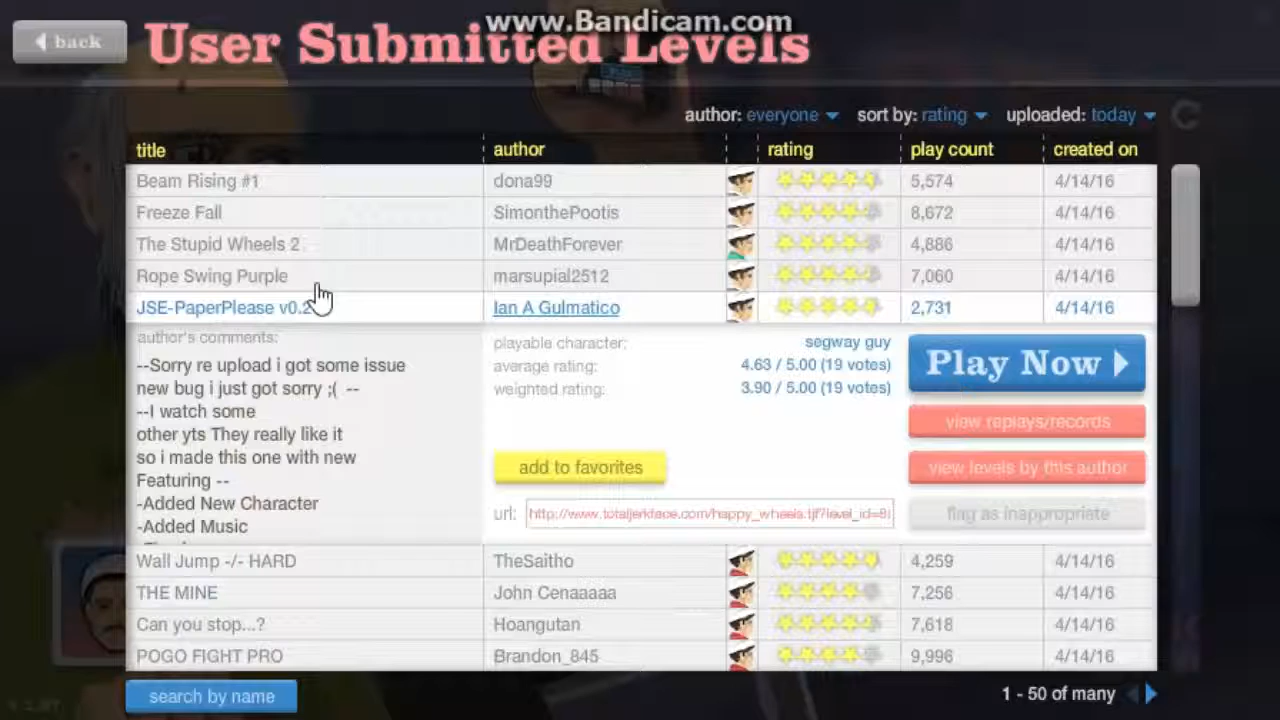 www.Bandicam.com
back
User Submitted Levels
author: everyone sort by: rating uploaded: today
title author rating play count created on
Beam Rising #1 dona99 5,574 4/14/16
Freeze Fall SimonthePootis 8,672 4/14/16
The Stupid Wheels 2 MrDeathForever 4,886 4/14/16
Rope Swing Purple marsupial2512 7,060 4/14/16
JSE-PaperPlease v0.2 Ian A Gulmatico 2,731 4/14/16
author's comments:
--Sorry re upload i got some issue
new bug i just got sorry ;( --
--I watch some
other yts They really like it
so i made this one with new
Featuring --
-Added New Character
-Added Music
playable character: segway guy
average rating: 4.63 / 5.00 (19 votes)
weighted rating: 3.90 / 5.00 (19 votes)
add to favorites
url: http://www.totaljerkface.com/happy_wheels.tjf?level_id=8
Play Now
view replays/records
view levels by this author
flag as inappropriate
Wall Jump -/- HARD TheSaitho 4,259 4/14/16
THE MINE John Cenaaaaa 7,256 4/14/16
Can you stop...? Hoangutan 7,618 4/14/16
POGO FIGHT PRO Brandon_845 9,996 4/14/16
search by name
1 - 50 of many